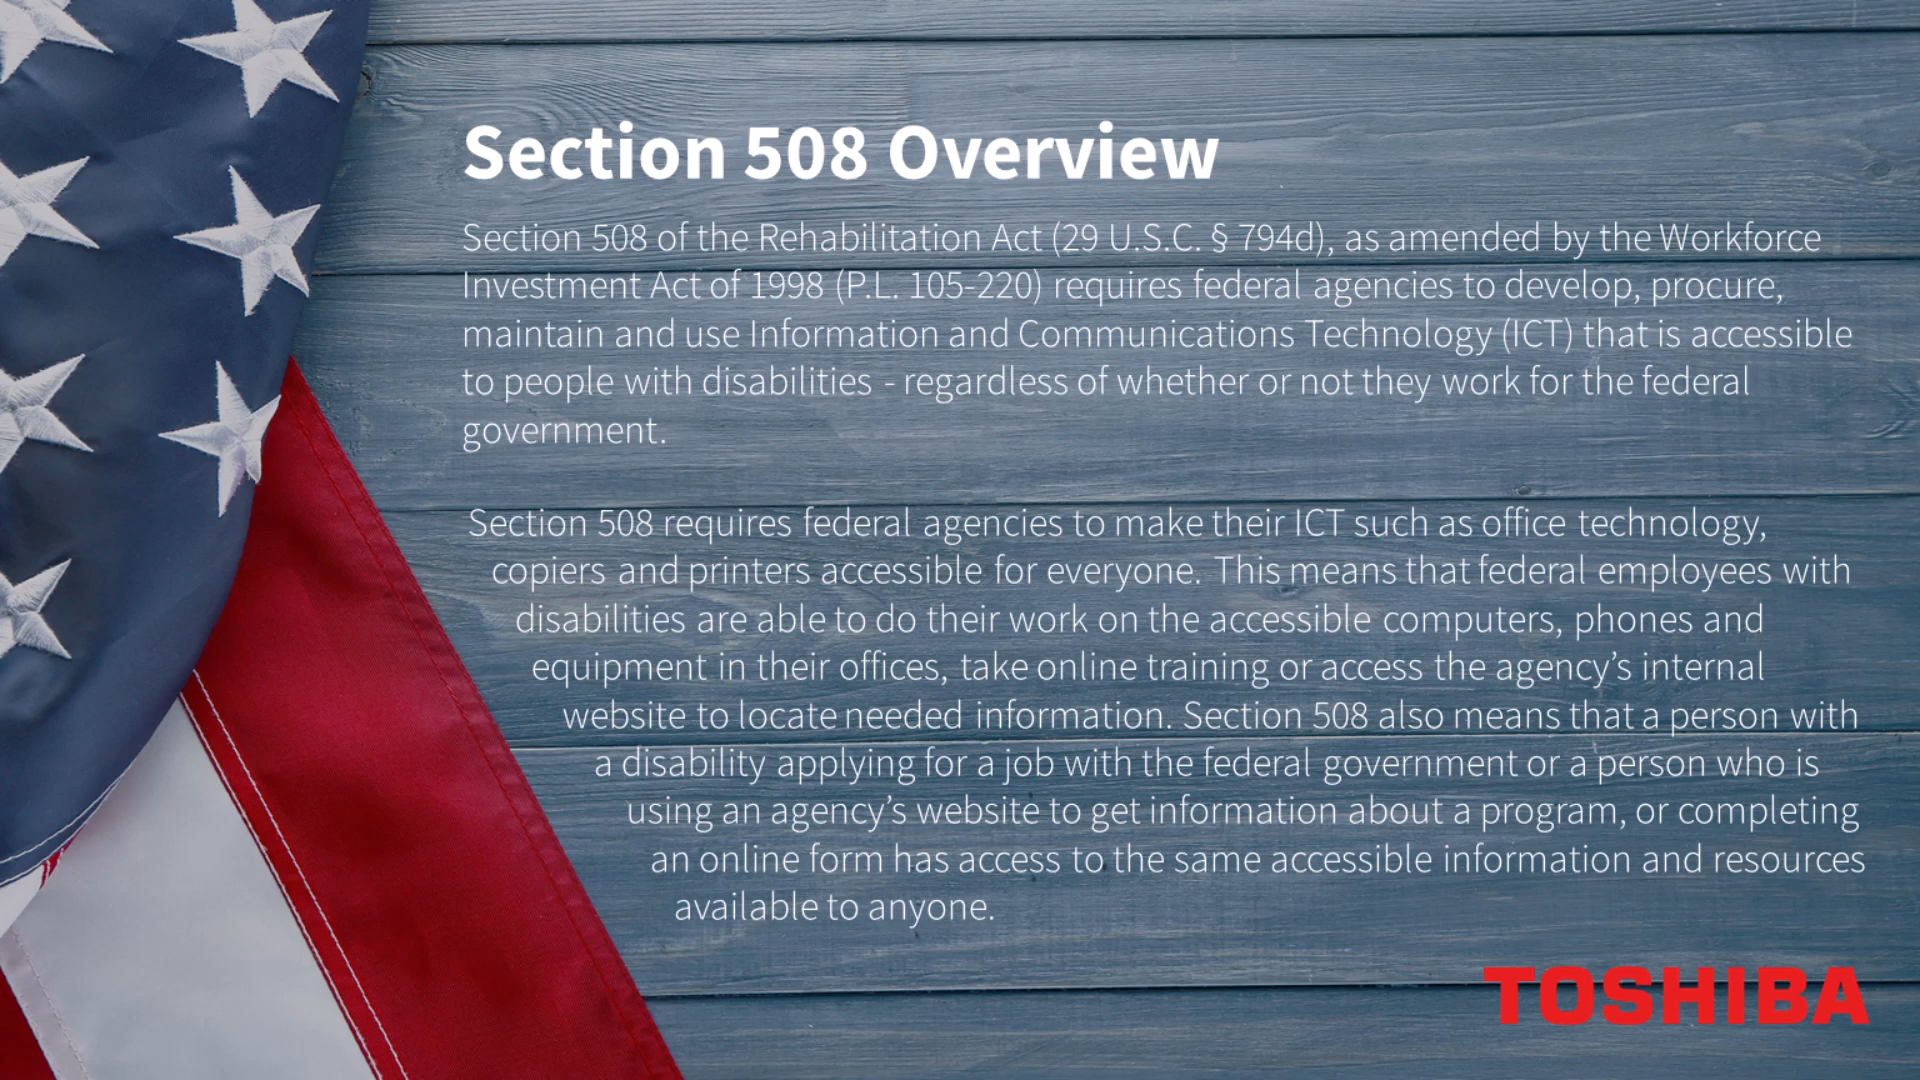 Section 508 Overview
Section 508 of the Rehabilitation Act (29 U.S.C. § 794d), as amended by the Workforce
Investment Act of 1998 (P.L. 105-220) requires federal agencies to develop, procure,
maintain and use Information and Communications Technology (ICT) that is accessible
to people with disabilities - regardless of whether or not they work for the federal
government.
Section 508 requires federal agencies to make their ICT such as office technology,
copiers and printers accessible for everyone. This means that federal employees with
disabilities are able to do their work on the accessible computers, phones and
equipment in their offices, take online training or access the agency’s internal
website to locate needed information. Section 508 also means that a person with
a disability applying for a job with the federal government or a person who is
using an agency’s website to get information about a program, or completing
an online form has access to the same accessible information and resources
available to anyone.
TOSHIBA